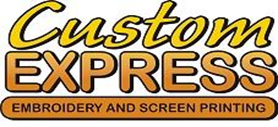 Custom
EXPRESS
EMBROIDERY AND SCREEN PRINTING